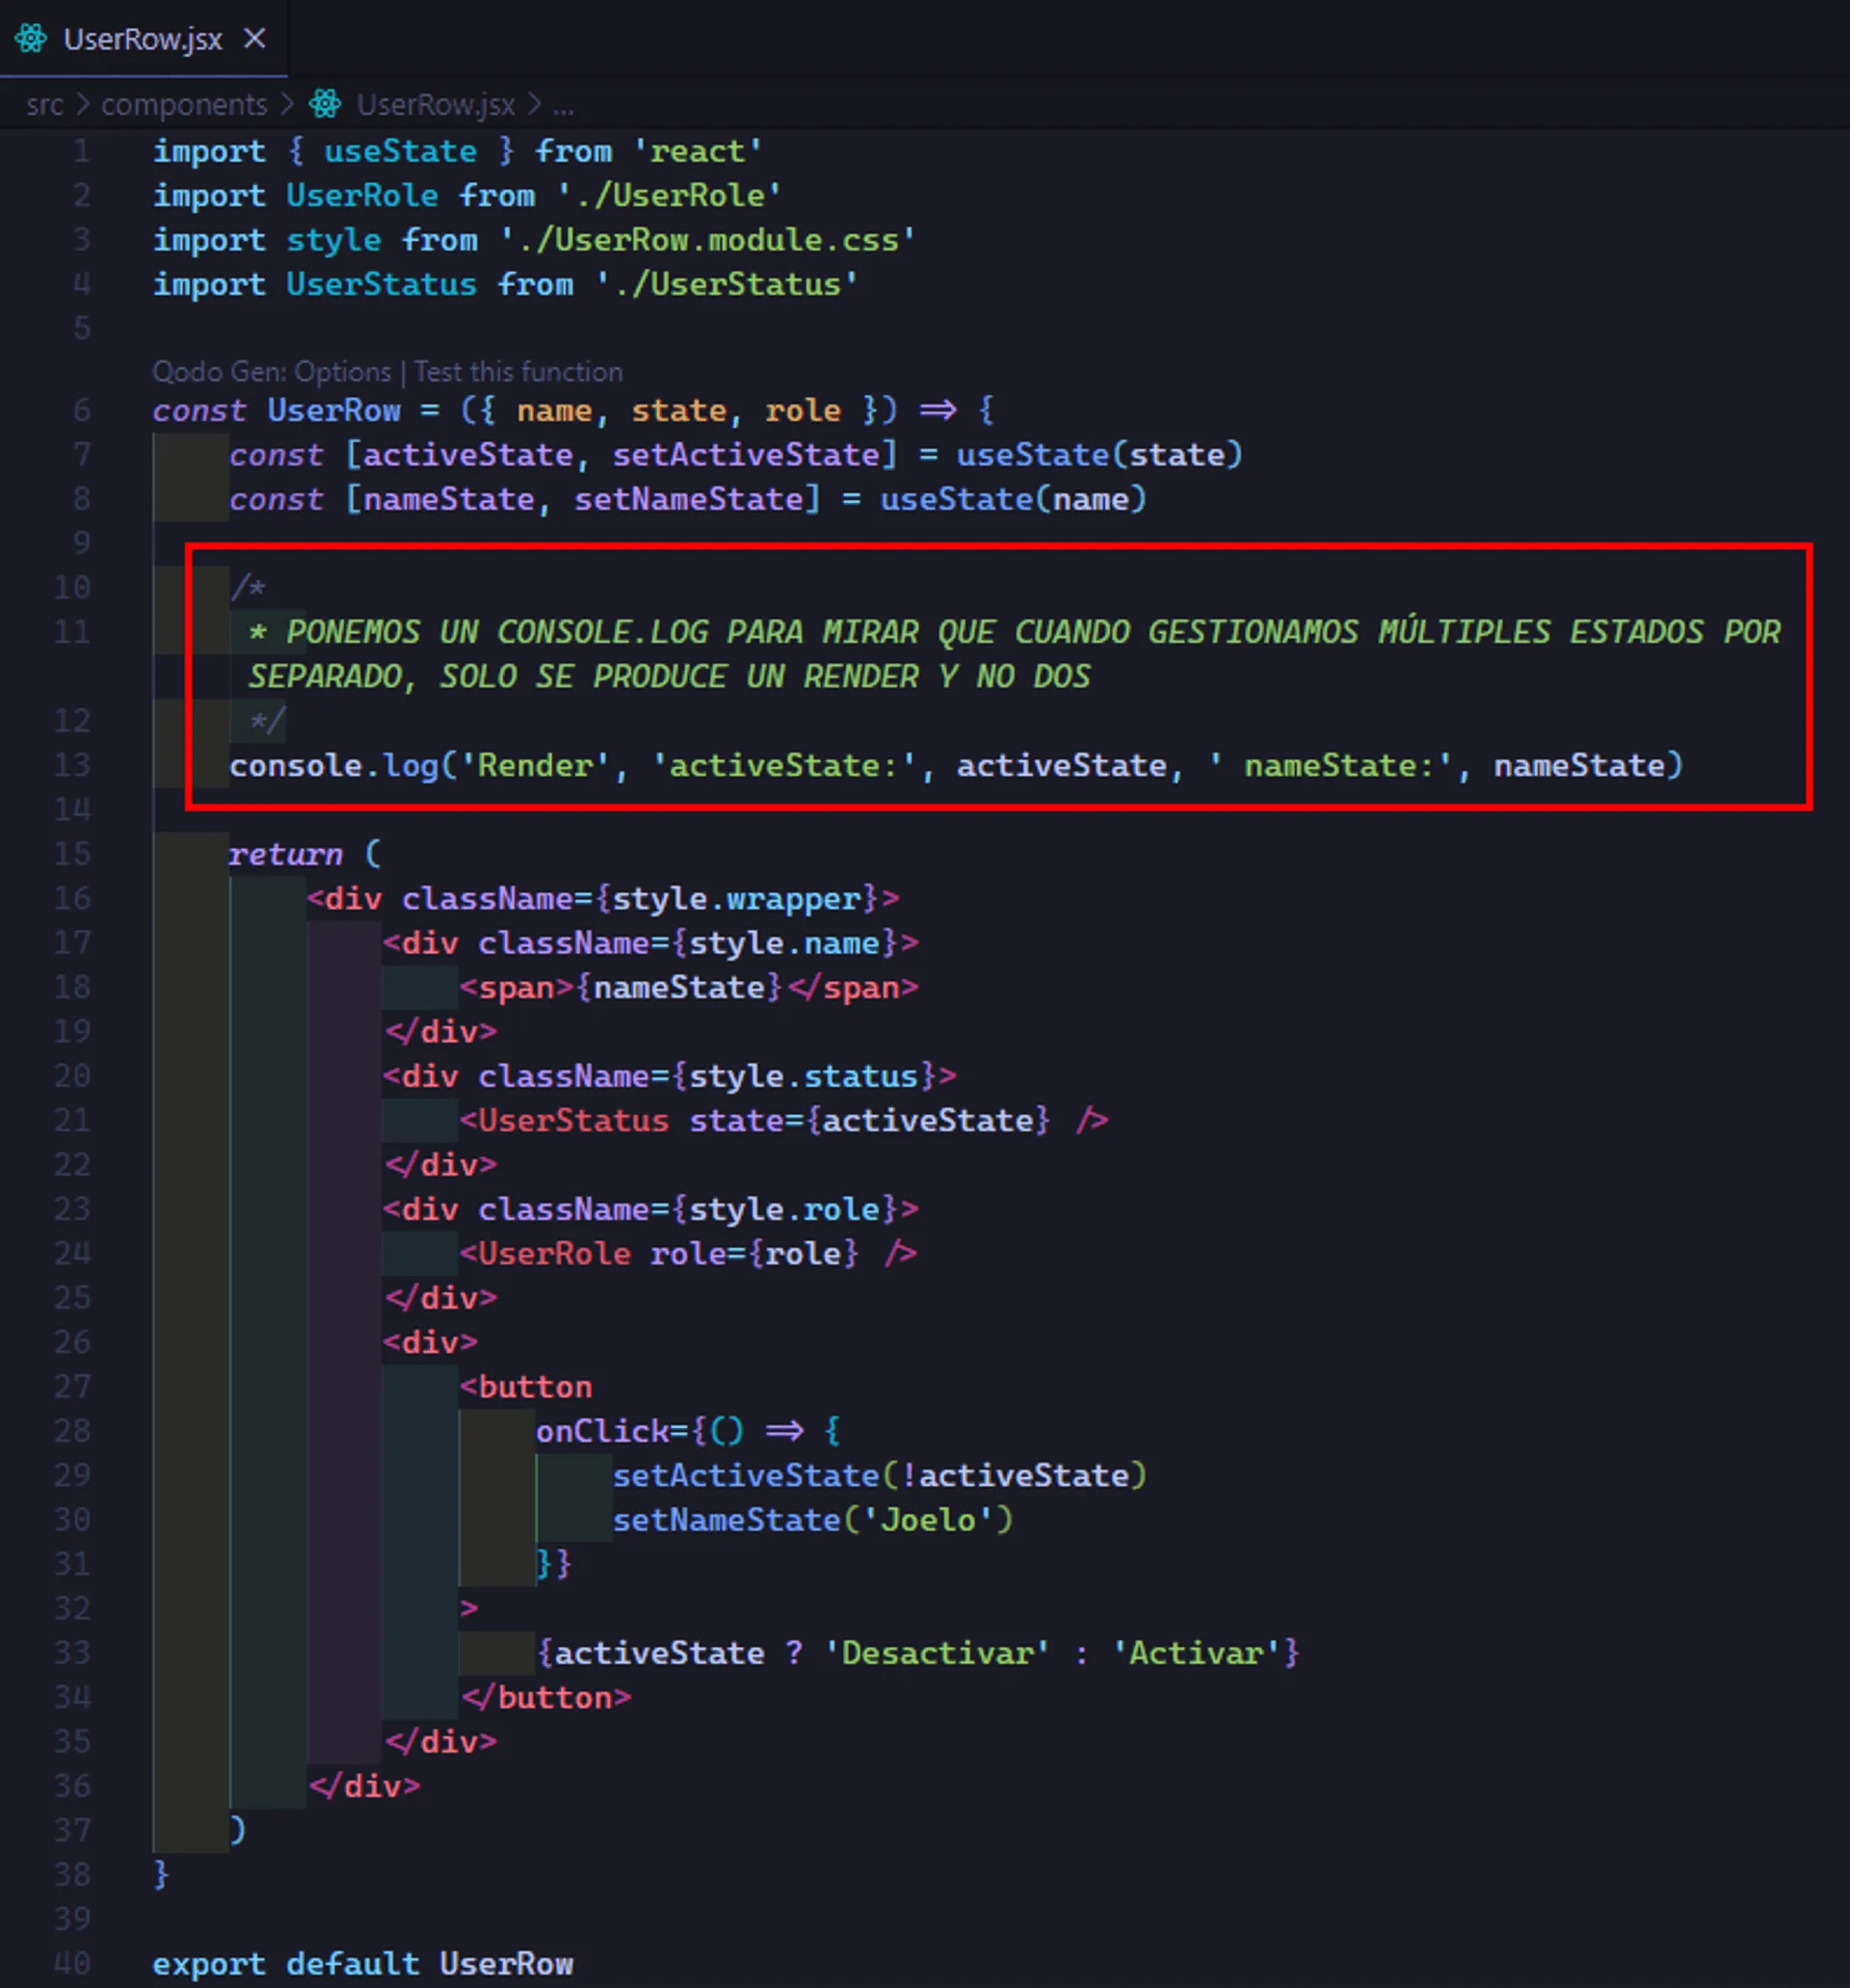 UserRow.jsx
src > components > UserRow.jsx > ...
1 import { useState } from 'react'
2 import UserRole from './UserRole'
3 import style from './UserRow.module.css'
4 import UserStatus from './UserStatus'
5
Qodo Gen: Options | Test this function
6 const UserRow = ({ name, state, role }) => {
7 const [activeState, setActiveState] = useState(state)
8 const [nameState, setNameState] = useState(name)
9
10 /*
11 * PONEMOS UN CONSOLE.LOG PARA MIRAR QUE CUANDO GESTIONAMOS MÚLTIPLES ESTADOS POR
SEPARADO, SOLO SE PRODUCE UN RENDER Y NO DOS
12 */
13 console.log('Render', 'activeState:', activeState, ' nameState:', nameState)
14
15 return (
16 <div className={style.wrapper}>
17 <div className={style.name}>
18 <span>{nameState}</span>
19 </div>
20 <div className={style.status}>
21 <UserStatus state={activeState} />
22 </div>
23 <div className={style.role}>
24 <UserRole role={role} />
25 </div>
26 <div>
27 <button
28 onClick={() => {
29 setActiveState(!activeState)
30 setNameState('Joelo')
31 }}
32 >
33 {activeState ? 'Desactivar' : 'Activar'}
34 </button>
35 </div>
36 </div>
37 )
38 }
39
40 export default UserRow